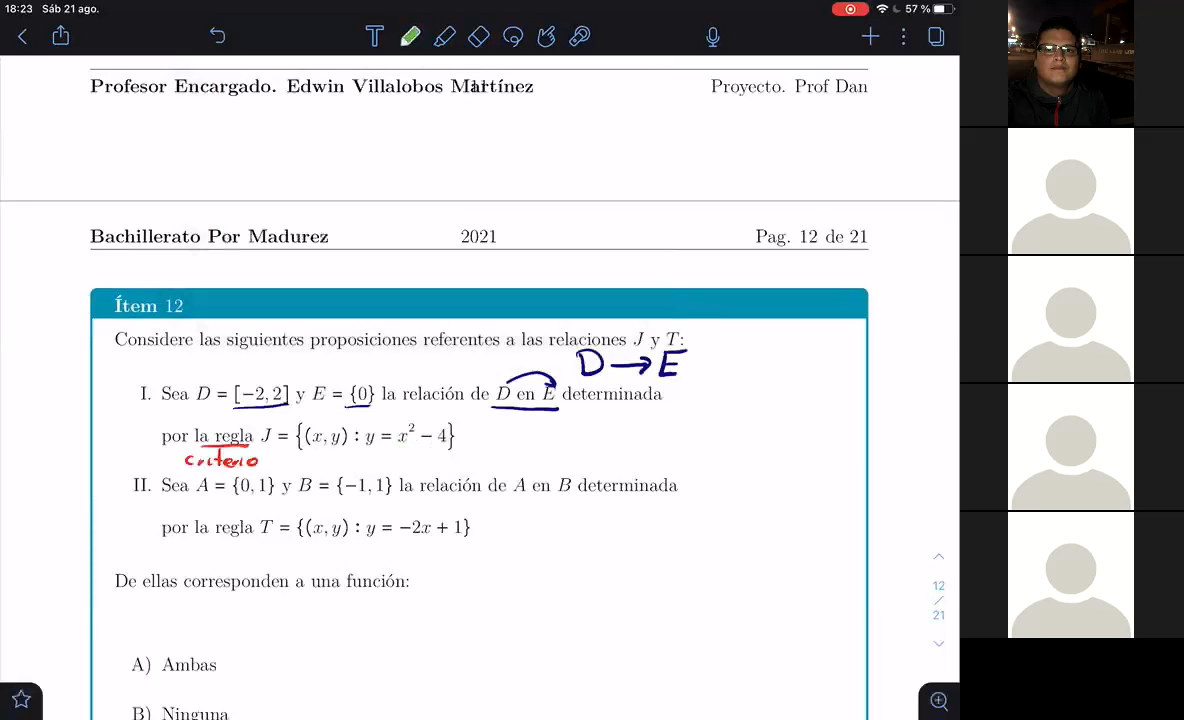 18:23 Sáb 21 ago.
57 %
Profesor Encargado. Edwin Villalobos Martínez
Proyecto. Prof Dan
Bachillerato Por Madurez
2021
Pag. 12 de 21
Ítem 12
Considere las siguientes proposiciones referentes a las relaciones J y T:
D → E
I. Sea D = [−2, 2] y E = {0} la relación de D en E determinada
por la regla J = {(x, y) : y = x² − 4}
criterio
II. Sea A = {0, 1} y B = {−1, 1} la relación de A en B determinada
por la regla T = {(x, y) : y = −2x + 1}
De ellas corresponden a una función:
12
/
21
A) Ambas
B) Ninguna